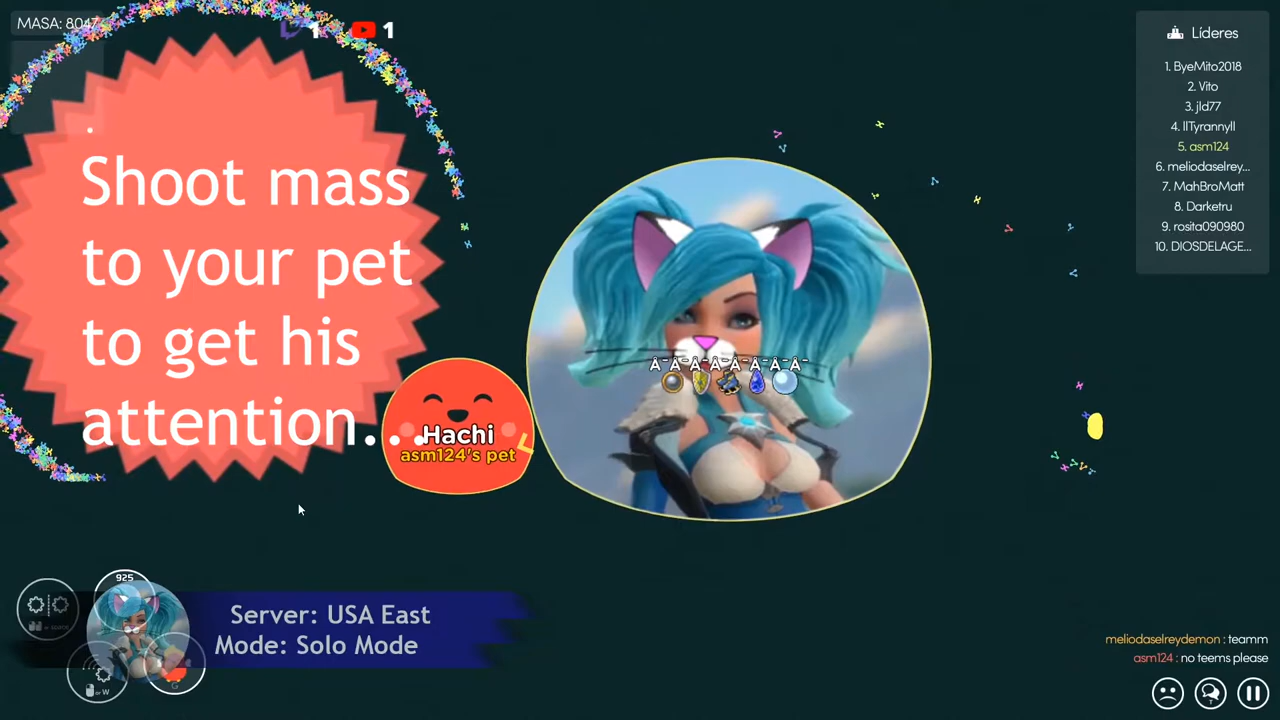 MASA: 8047
1
1
Líderes
1. ByeMito2018
2. Vito
3. jld77
4. IITyrannyII
5. asm124
6. meliodaselrey...
7. MahBroMatt
8. Darketru
9. rosita090980
10. DIOSDELAGE...
.
Shoot mass
to your pet
to get his
attention...
Hachi
asm124's pet
925
Server: USA East
Mode: Solo Mode
or W
G
meliodaselreydemon : teamm
asm124 : no teems please